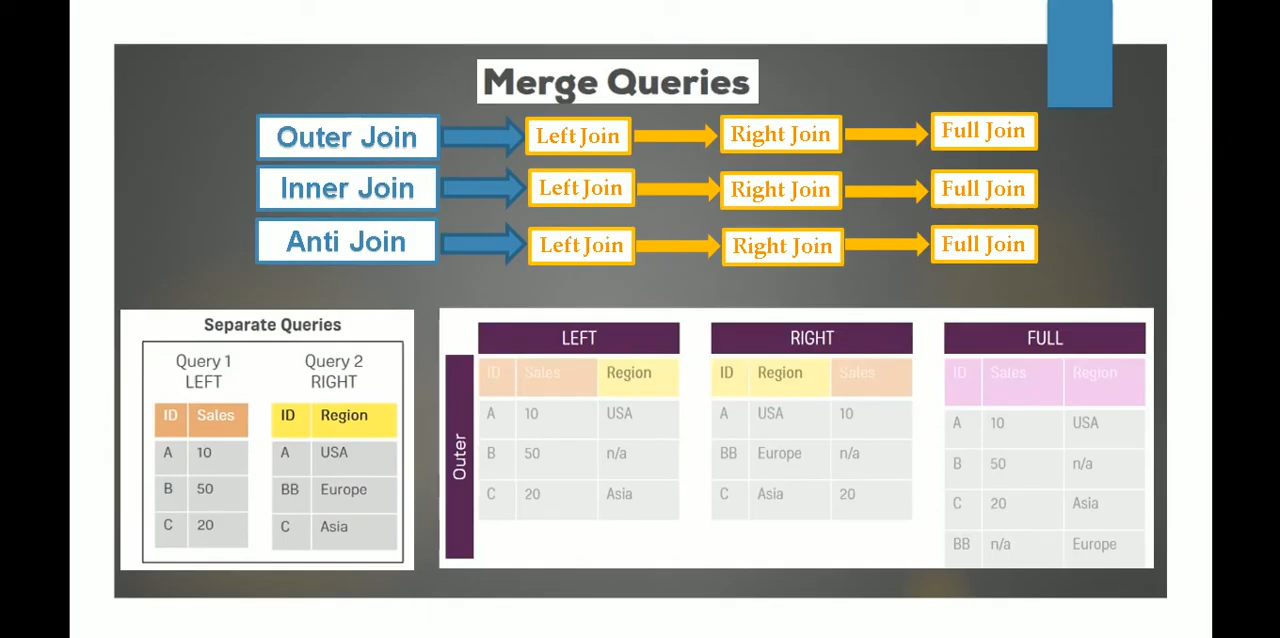 Merge Queries
Outer Join Left Join Right Join Full Join
Inner Join Left Join Right Join Full Join
Anti Join Left Join Right Join Full Join
Separate Queries
Query 1 Query 2
LEFT RIGHT
ID Sales ID Region
A 10 A USA
B 50 BB Europe
C 20 C Asia
Outer
LEFT
ID Sales Region
A 10 USA
B 50 n/a
C 20 Asia
RIGHT
ID Region Sales
A USA 10
BB Europe n/a
C Asia 20
FULL
ID Sales Region
A 10 USA
B 50 n/a
C 20 Asia
BB n/a Europe